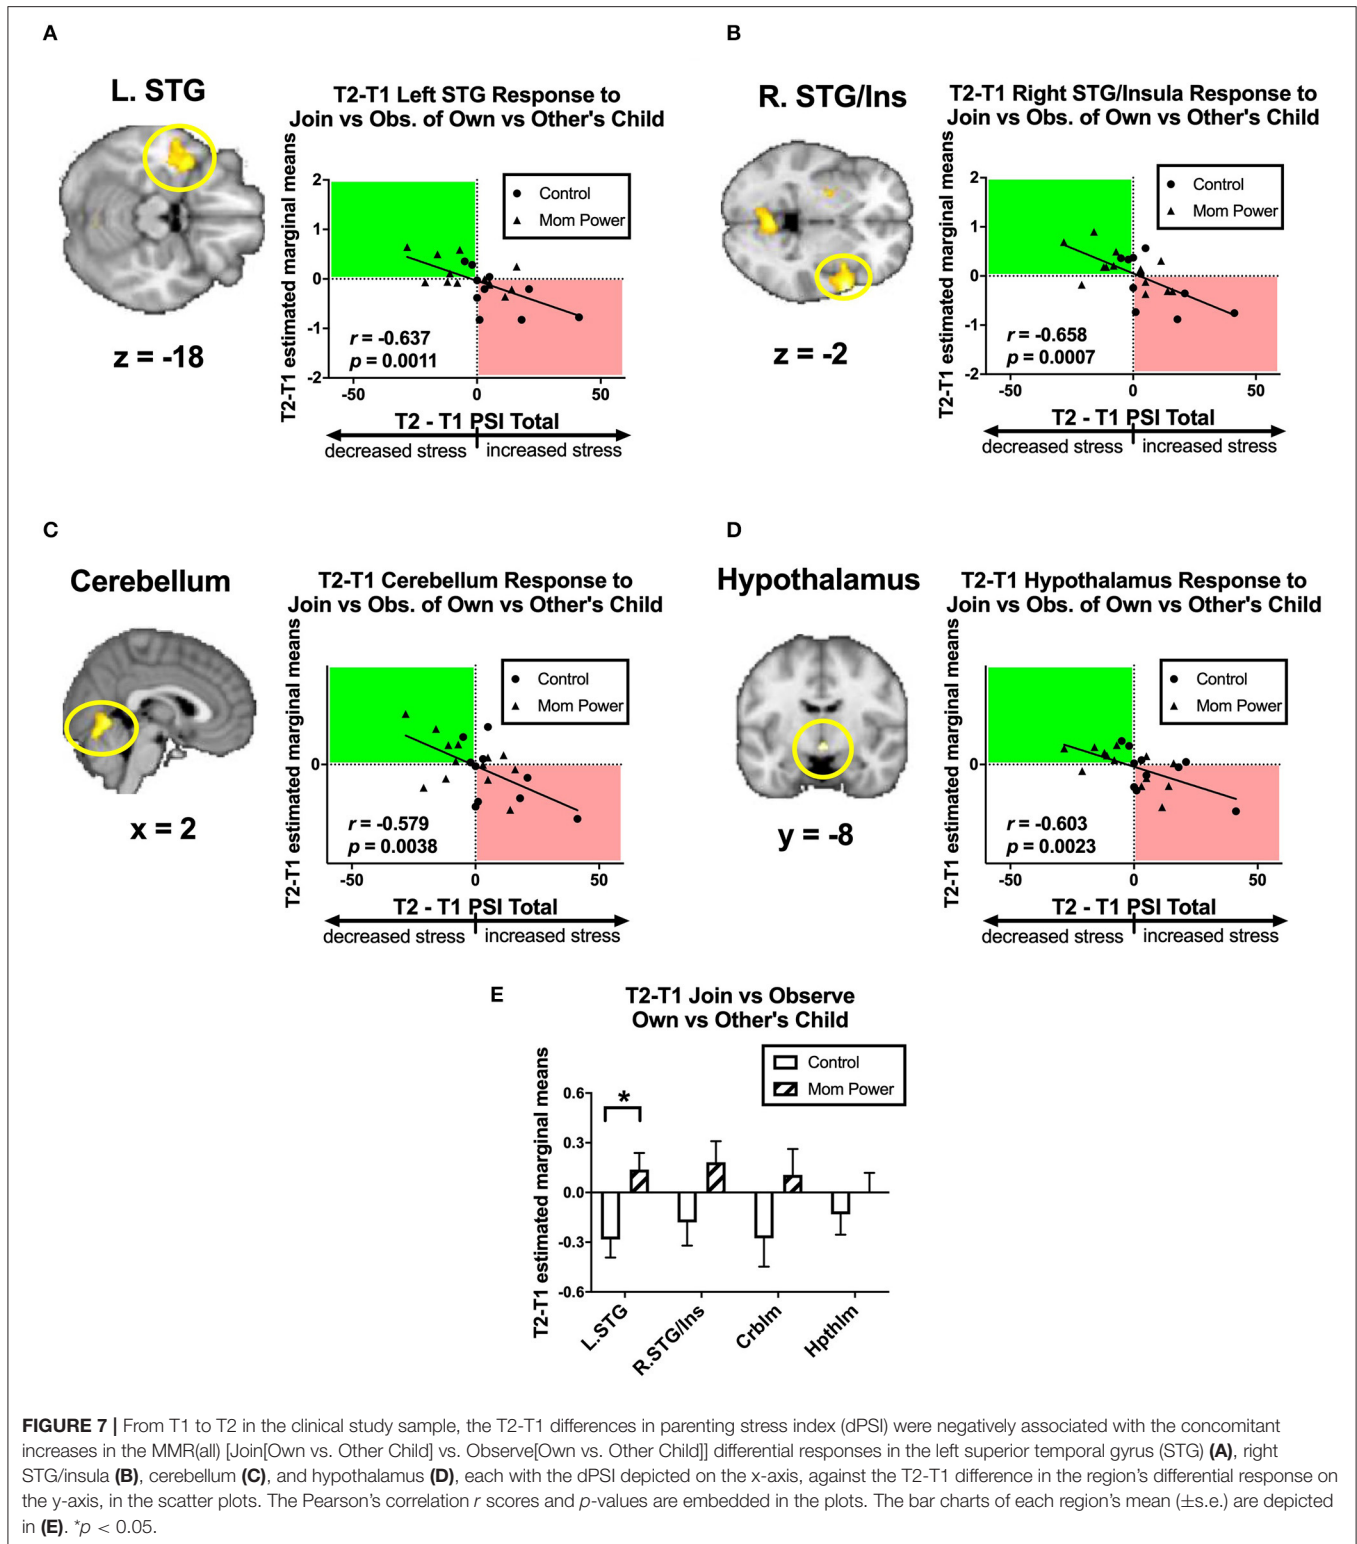 A
L. STG
z = -18
T2-T1 Left STG Response to
Join vs Obs. of Own vs Other's Child
T2-T1 estimated marginal means
2
1
0
-1
-2
Control
Mom Power
r = -0.637
p = 0.0011
-50
0
50
T2 - T1 PSI Total
decreased stress
increased stress
B
R. STG/Ins
z = -2
T2-T1 Right STG/Insula Response to
Join vs Obs. of Own vs Other's Child
T2-T1 estimated marginal means
2
1
0
-1
-2
Control
Mom Power
r = -0.658
p = 0.0007
-50
0
50
T2 - T1 PSI Total
decreased stress
increased stress
C
Cerebellum
x = 2
T2-T1 Cerebellum Response to
Join vs Obs. of Own vs Other's Child
T2-T1 estimated marginal means
0
Control
Mom Power
r = -0.579
p = 0.0038
-50
0
50
T2 - T1 PSI Total
decreased stress
increased stress
D
Hypothalamus
y = -8
T2-T1 Hypothalamus Response to
Join vs Obs. of Own vs Other's Child
T2-T1 estimated marginal means
0
Control
Mom Power
r = -0.603
p = 0.0023
-50
0
50
T2 - T1 PSI Total
decreased stress
increased stress
E
T2-T1 Join vs Observe
Own vs Other's Child
Control
Mom Power
T2-T1 estimated marginal means
0.6
0.3
0.0
-0.3
-0.6
*
L.STG
R.STG/Ins
Crblm
Hpthlm
FIGURE 7 | From T1 to T2 in the clinical study sample, the T2-T1 differences in parenting stress index (dPSI) were negatively associated with the concomitant
increases in the MMR(all) [Join[Own vs. Other Child] vs. Observe[Own vs. Other Child]] differential responses in the left superior temporal gyrus (STG) (A), right
STG/insula (B), cerebellum (C), and hypothalamus (D), each with the dPSI depicted on the x-axis, against the T2-T1 difference in the region's differential response on
the y-axis, in the scatter plots. The Pearson's correlation r scores and p-values are embedded in the plots. The bar charts of each region's mean (±s.e.) are depicted
in (E). *p < 0.05.